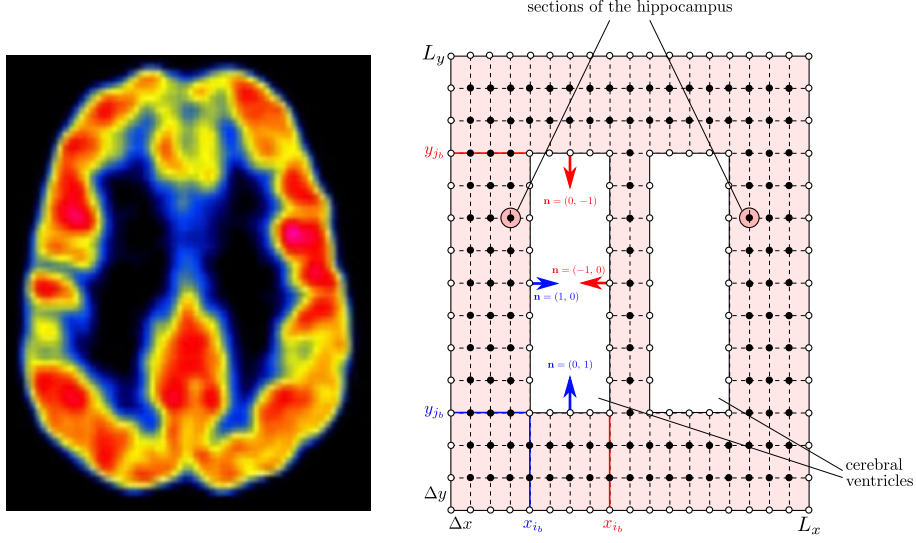 sections of the hippocampus
L_y
y_{j_b}
n = (0, −1)
n = (−1, 0)
n = (1, 0)
n = (0, 1)
y_{j_b}
cerebral
ventricles
Δy
Δx
x_{i_b}
x_{i_b}
L_x